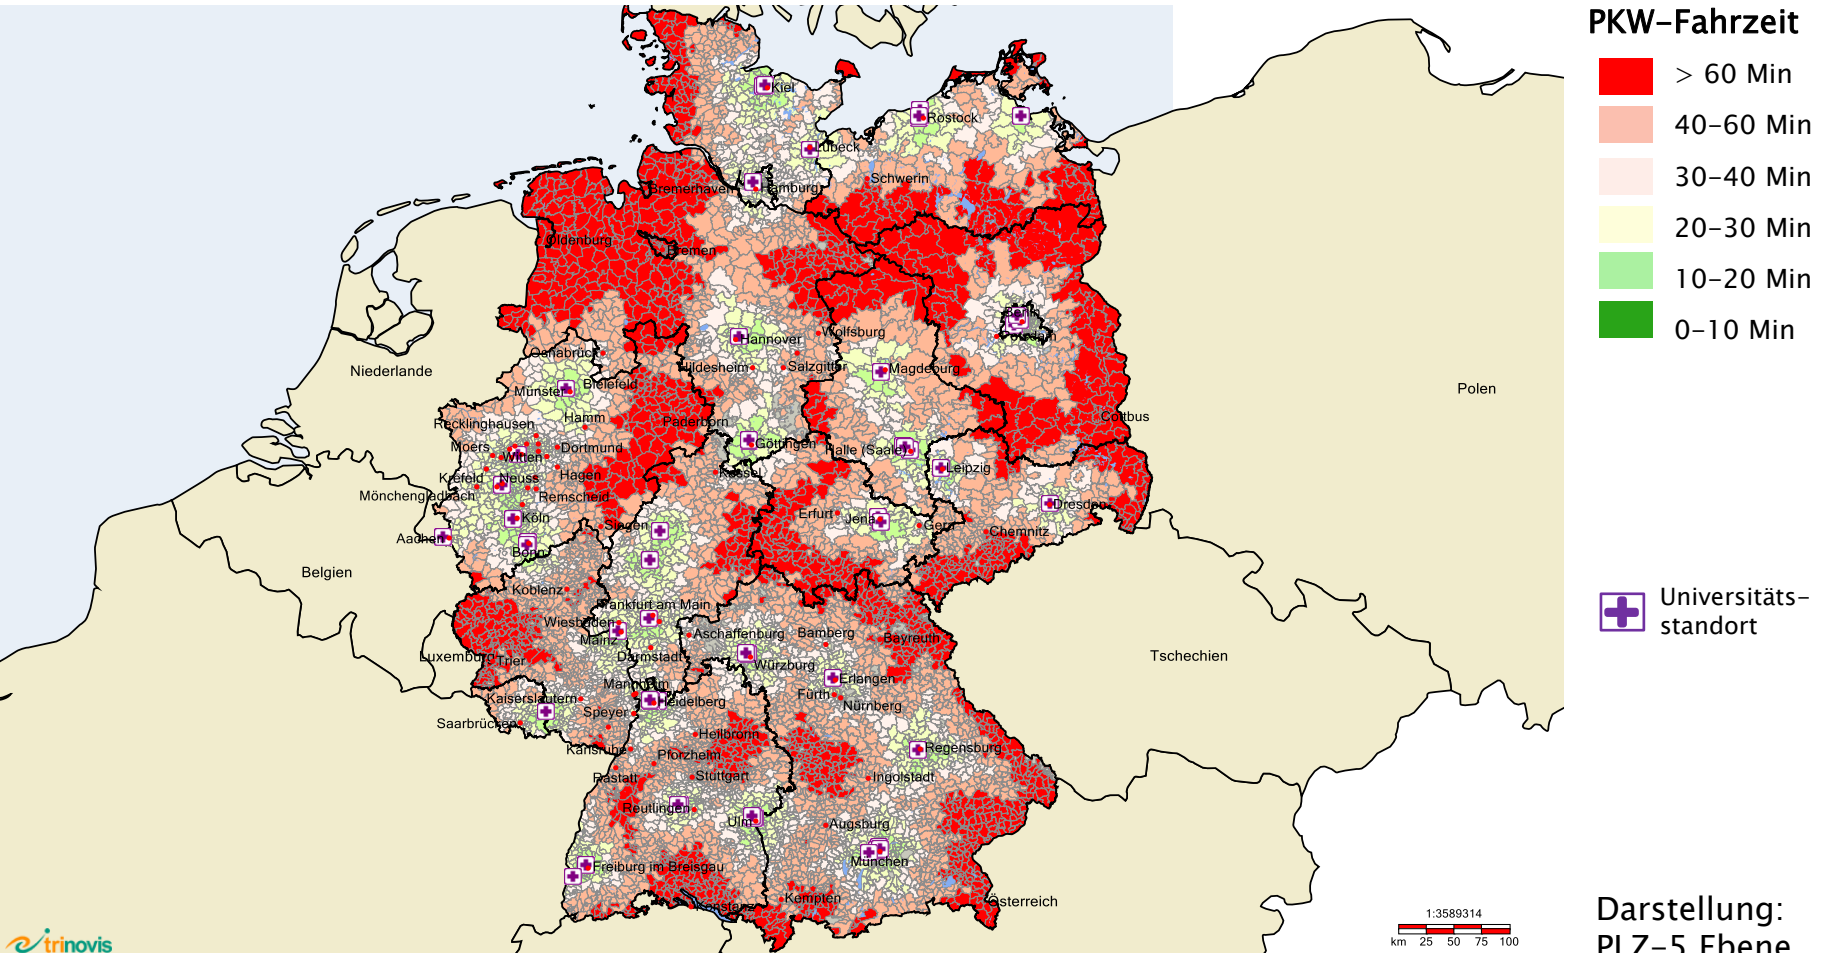 PKW-Fahrzeit
> 60 Min
40-60 Min
30-40 Min
20-30 Min
10-20 Min
0-10 Min
Universitäts-
standort
Darstellung:
PLZ-5 Ebene
1:3589314
km 25 50 75 100
trinovis
Niederlande
Belgien
Luxemburg
Polen
Tschechien
Österreich
Kiel
Rostock
Lübeck
Schwerin
Bremerhaven
Hamburg
Oldenburg
Bremen
Berlin
Potsdam
Wolfsburg
Hannover
Osnabrück
Hildesheim
Salzgitter
Magdeburg
Münster
Bielefeld
Hamm
Paderborn
Cottbus
Recklinghausen
Moers
Witten
Dortmund
Göttingen
Halle (Saale)
Leipzig
Krefeld
Neuss
Hagen
Kassel
Mönchengladbach
Remscheid
Köln
Siegen
Erfurt
Jena
Gera
Dresden
Chemnitz
Aachen
Bonn
Koblenz
Frankfurt am Main
Wiesbaden
Mainz
Aschaffenburg
Bamberg
Bayreuth
Trier
Darmstadt
Würzburg
Mannheim
Erlangen
Kaiserslautern
Heidelberg
Fürth
Nürnberg
Speyer
Saarbrücken
Heilbronn
Karlsruhe
Pforzheim
Regensburg
Rastatt
Stuttgart
Ingolstadt
Reutlingen
Ulm
Augsburg
München
Freiburg im Breisgau
Kempten
Konstanz